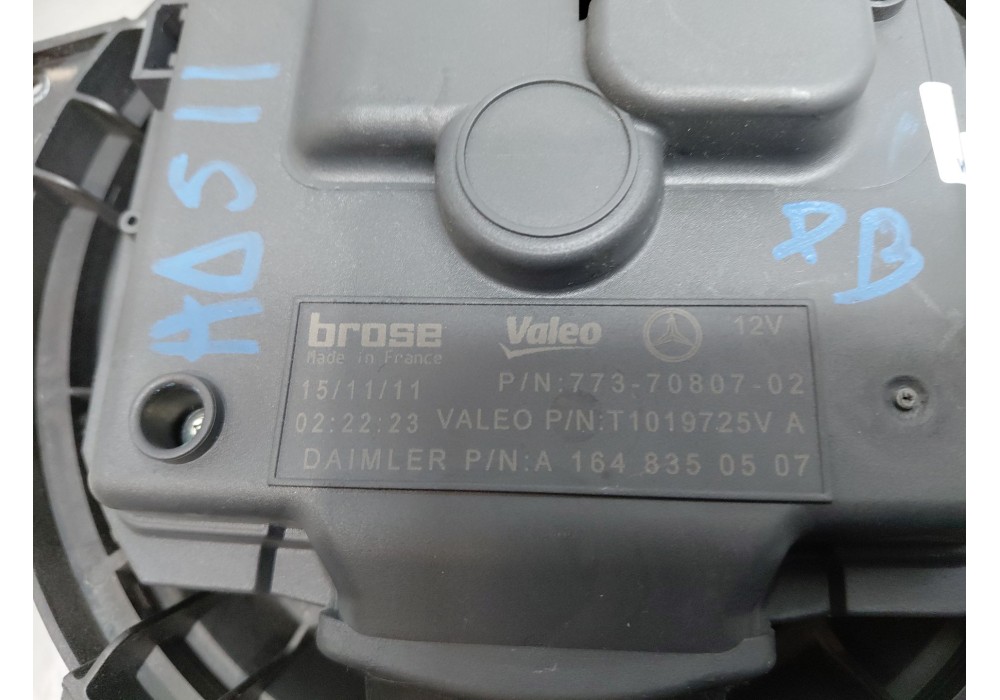 HD511
PB
brose Valeo 12V
Made in France
15/11/11 P/N:773-70807-02
02:22:23 VALEO P/N:T1019725V A
DAIMLER P/N:A 164 835 05 07